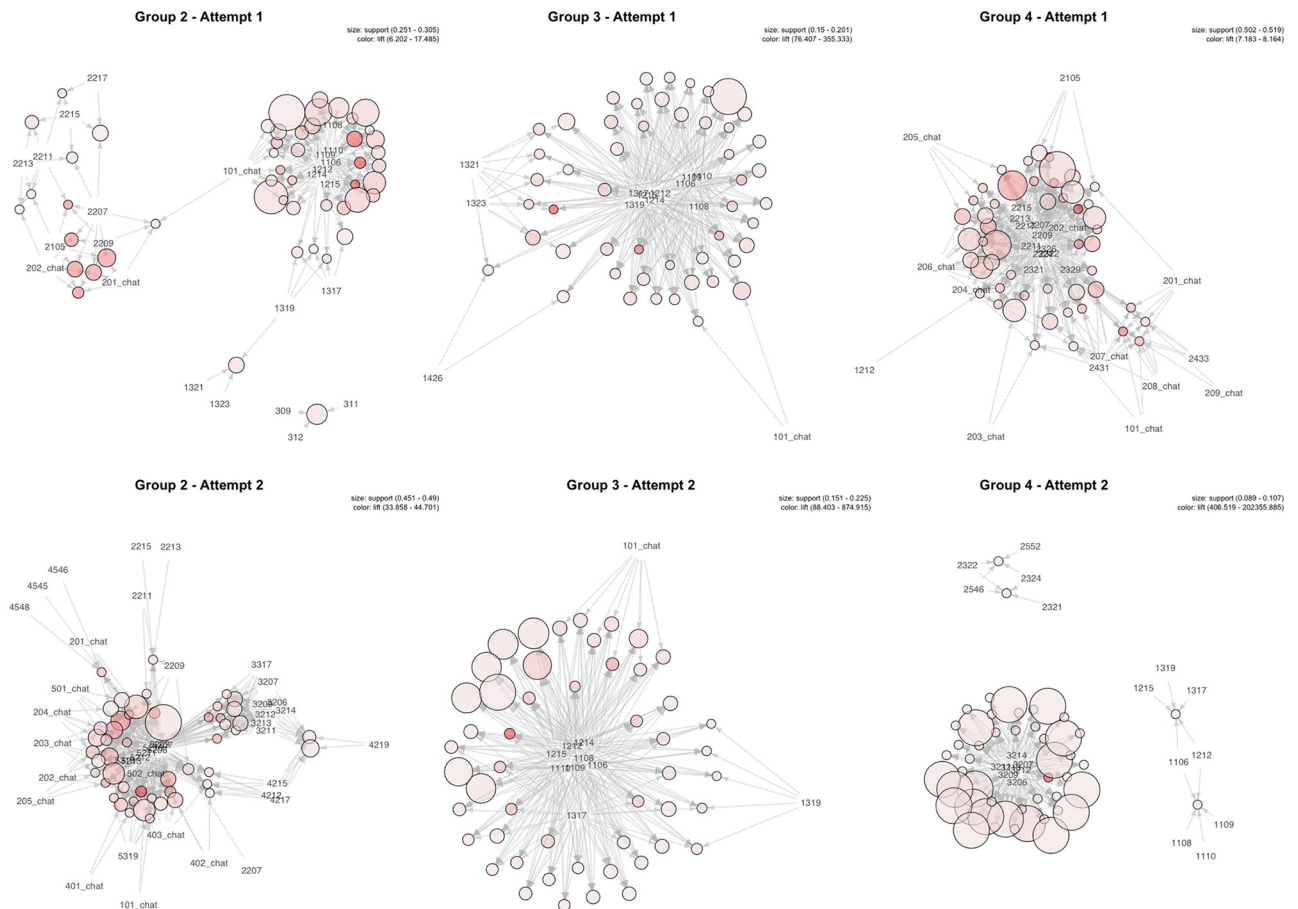 Group 2 - Attempt 1
size: support (0.251 - 0.305)
color: lift (6.202 - 17.485)
2217
2215
2213
2211
2207
2105
2209
202_chat
201_chat
101_chat
1108
1110
1109
1106
1212
1214
1215
1319
1317
1321
1323
309
311
312
Group 3 - Attempt 1
size: support (0.15 - 0.201)
color: lift (76.407 - 355.333)
1321
1323
1106
1108
1212
1214
1319
1426
101_chat
Group 4 - Attempt 1
size: support (0.502 - 0.519)
color: lift (7.183 - 8.164)
2105
205_chat
2215
2213
2207
202_chat
2209
2211
206_chat
2321
2329
204_chat
201_chat
1212
207_chat
2431
2433
208_chat
209_chat
203_chat
101_chat
Group 2 - Attempt 2
size: support (0.451 - 0.49)
color: lift (33.858 - 44.701)
2215
2213
4546
4545
4548
2211
201_chat
2209
3317
3207
501_chat
3206
3214
204_chat
3212
3213
3211
203_chat
4219
202_chat
502_chat
4215
4212
4217
205_chat
403_chat
5319
402_chat
2207
401_chat
101_chat
Group 3 - Attempt 2
size: support (0.151 - 0.225)
color: lift (88.403 - 874.915)
101_chat
1214
1212
1215
1108
1106
1109
1110
1317
1319
Group 4 - Attempt 2
size: support (0.089 - 0.107)
color: lift (406.519 - 202355.885)
2552
2322
2324
2546
2321
1319
1215
1317
1212
1106
3214
3207
3209
3206
1109
1108
1110